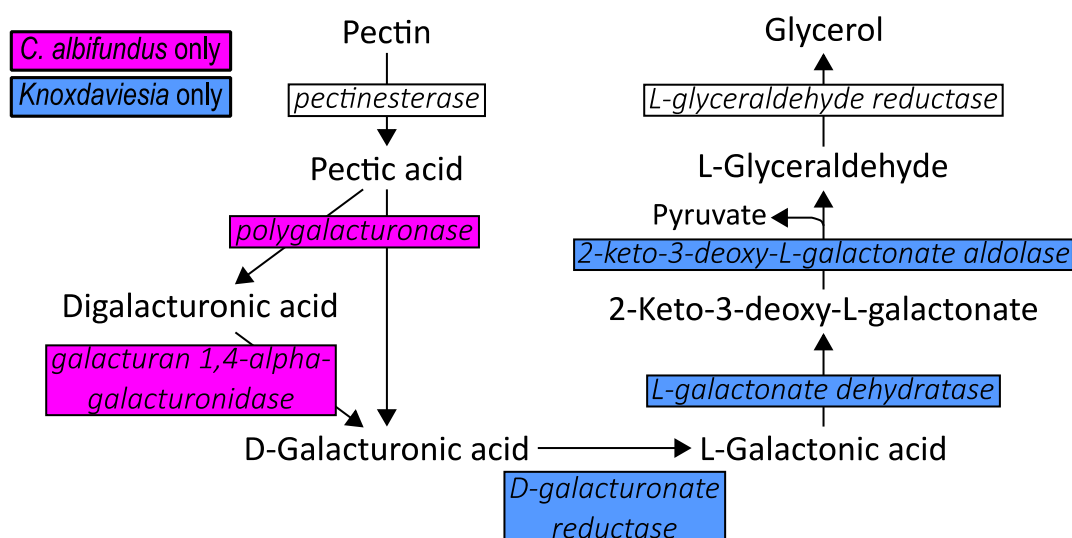 C. albifundus only
Knoxdaviesia only
Pectin
pectinesterase
Pectic acid
polygalacturonase
Digalacturonic acid
galacturan 1,4-alpha-
galacturonidase
D-Galacturonic acid
D-galacturonate
reductase
L-Galactonic acid
L-galactonate dehydratase
2-Keto-3-deoxy-L-galactonate
2-keto-3-deoxy-L-galactonate aldolase
Pyruvate
L-Glyceraldehyde
L-glyceraldehyde reductase
Glycerol